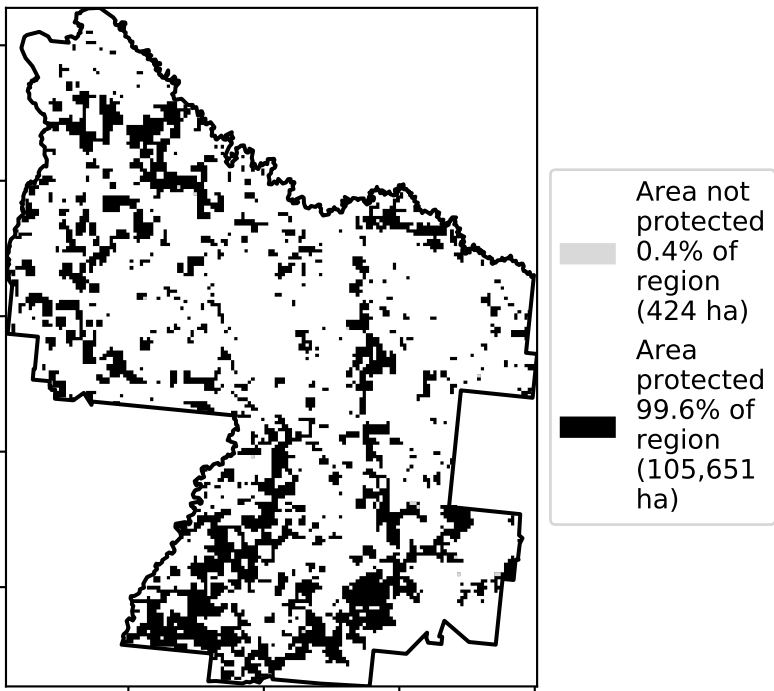 Area not
protected
0.4% of
region
(424 ha)
Area
protected
99.6% of
region
(105,651
ha)